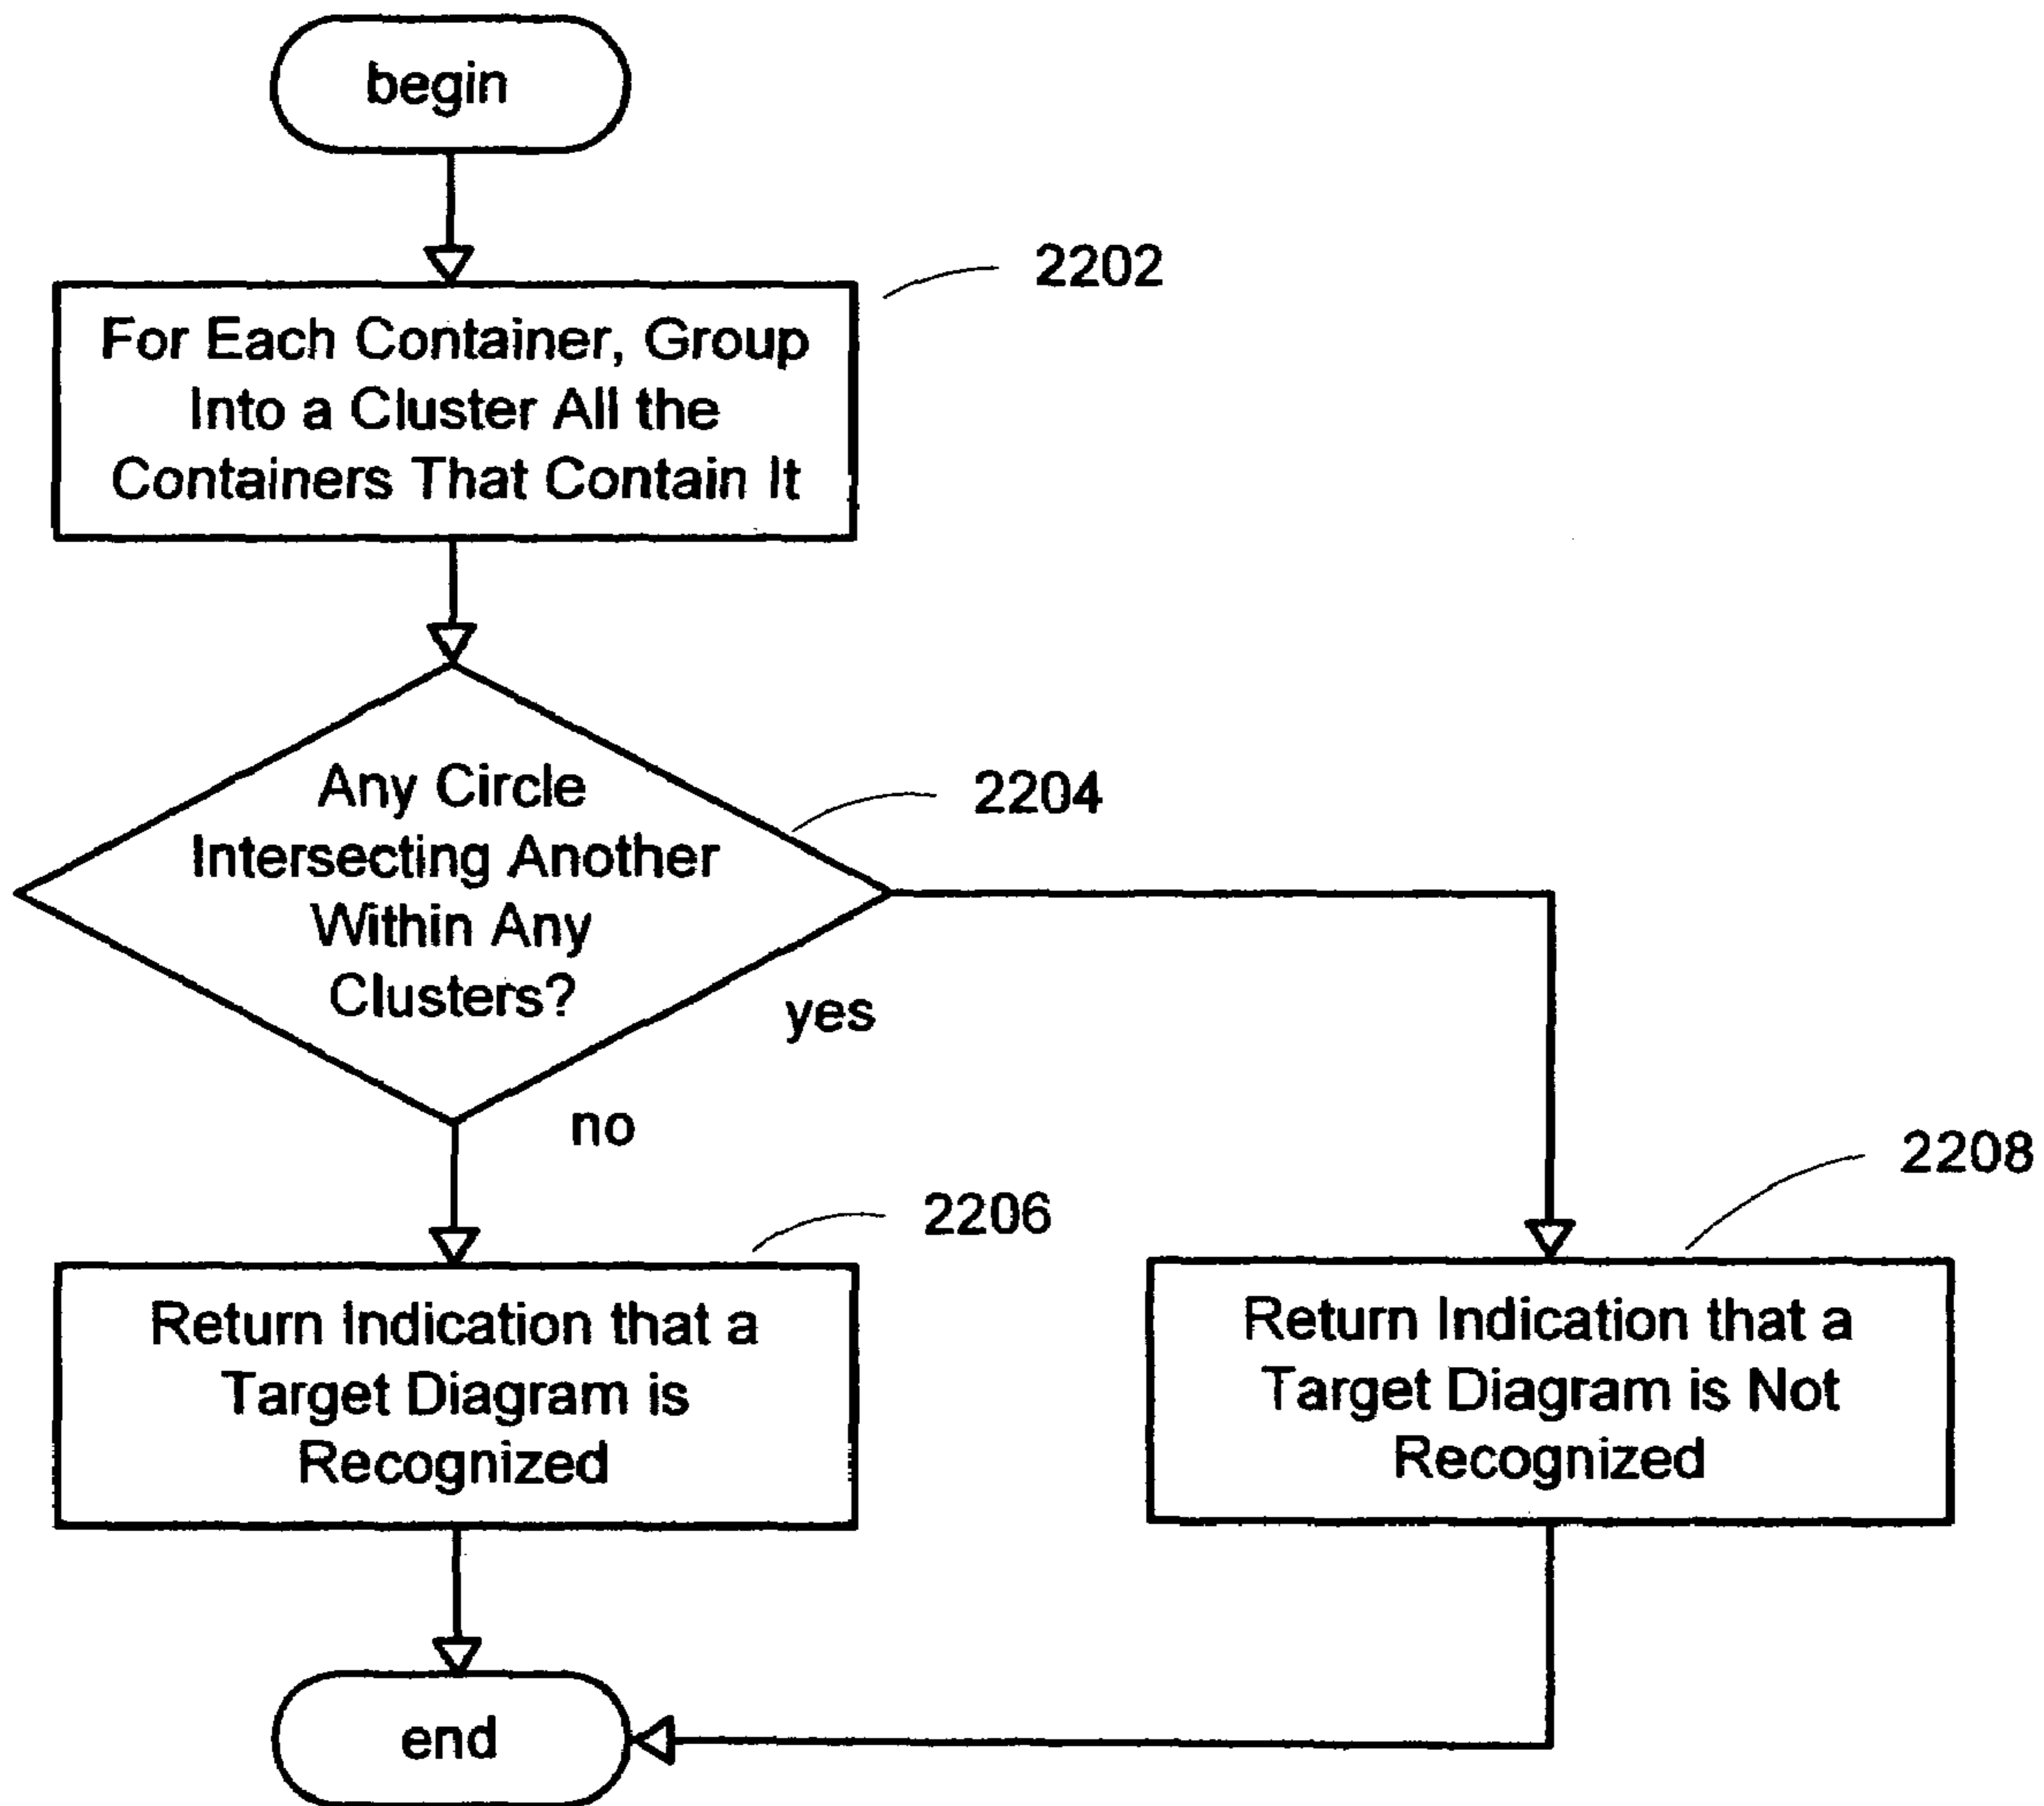 begin
2202
For Each Container, Group
Into a Cluster All the
Containers That Contain It
Any Circle
Intersecting Another
Within Any
Clusters?
2204
yes
no
2206
Return Indication that a
Target Diagram is
Recognized
2208
Return Indication that a
Target Diagram is Not
Recognized
end